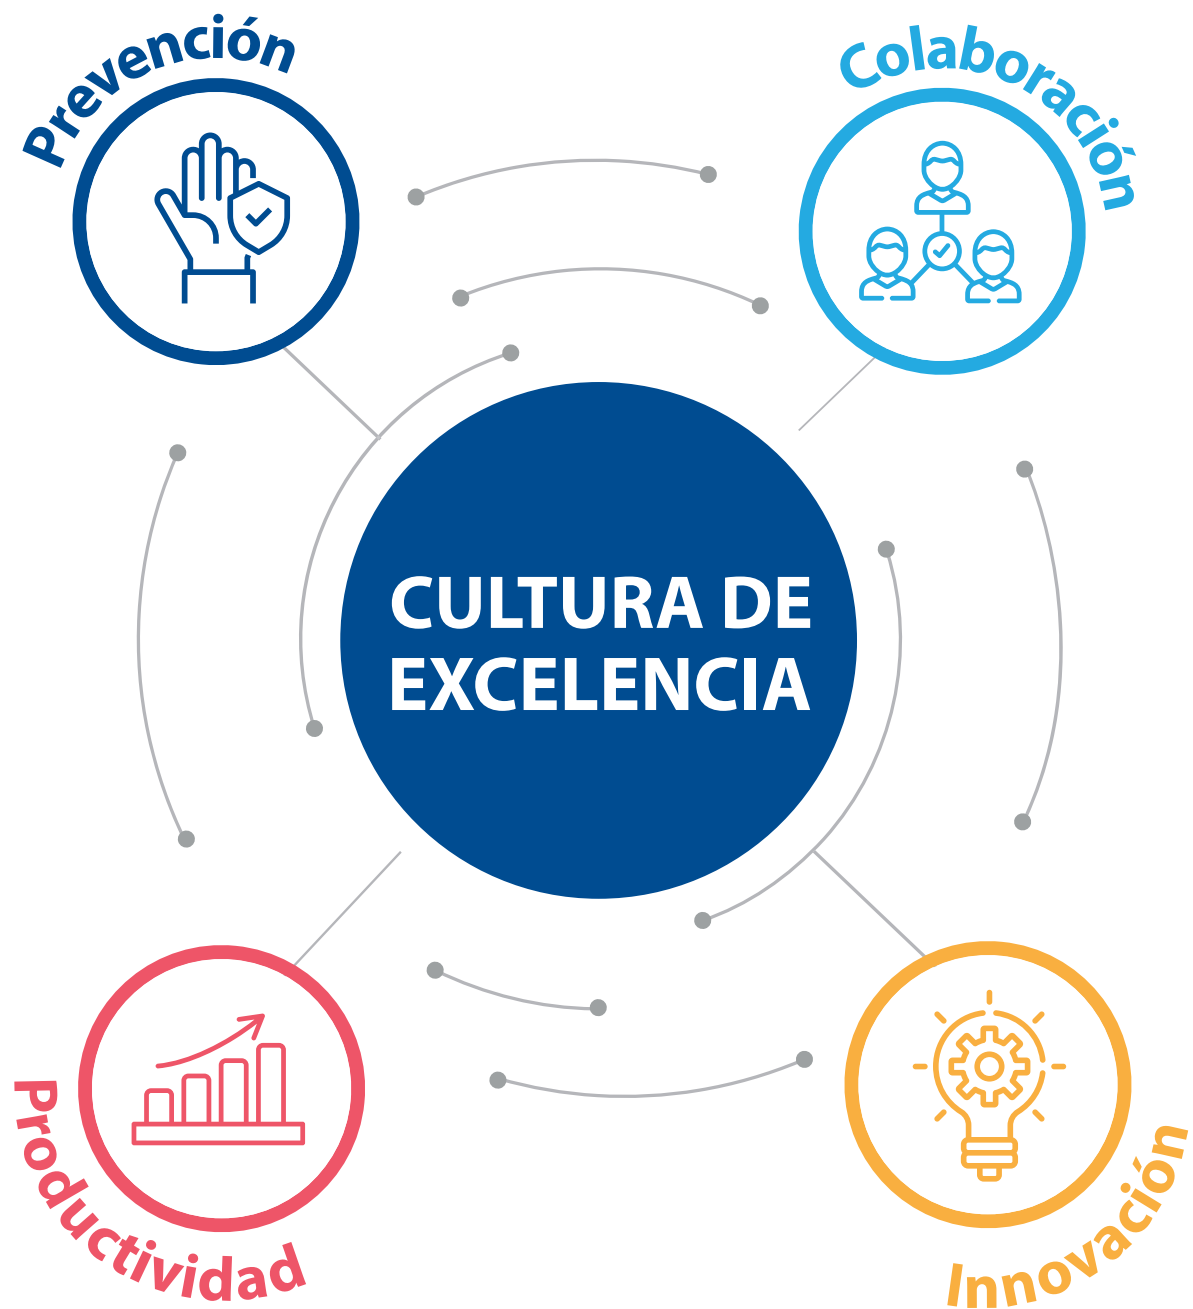 Prevención
Colaboración
CULTURA DE
EXCELENCIA
Productividad
Innovación